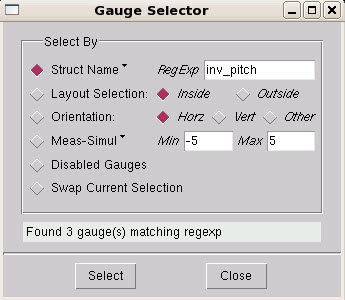 Gauge Selector
Select By
Struct Name RegExp inv_pitch
Layout Selection: Inside Outside
Orientation: Horz Vert Other
Meas-Simul Min -5 Max 5
Disabled Gauges
Swap Current Selection
Found 3 gauge(s) matching regexp
Select Close